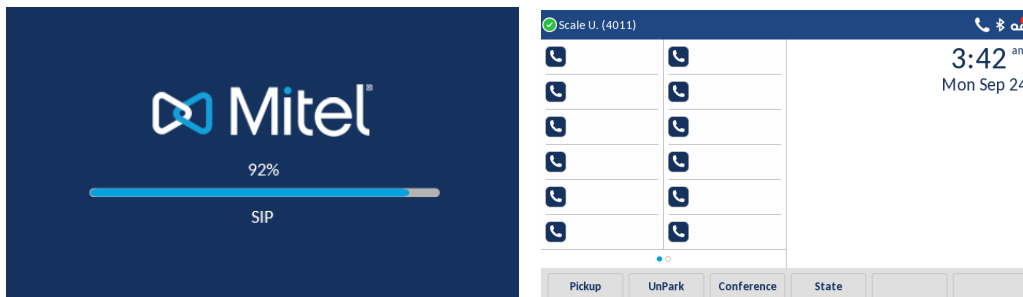 Mitel®
92%
SIP
Scale U. (4011)
3:42
Mon Sep 24
Pickup UnPark Conference State